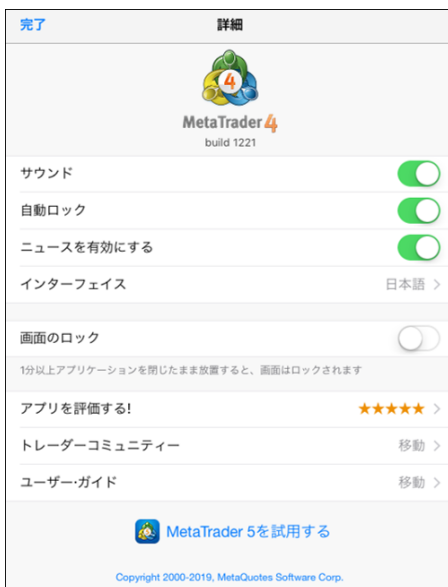 完了 詳細
4
MetaTrader 4
build 1221
サウンド
自動ロック
ニュースを有効にする
インターフェイス 日本語
画面のロック
1分以上アプリケーションを閉じたまま放置すると、画面はロックされます
アプリを評価する! ★★★★★
トレーダーコミュニティー 移動
ユーザー·ガイド 移動
MetaTrader 5を試用する
Copyright 2000-2019, MetaQuotes Software Corp.